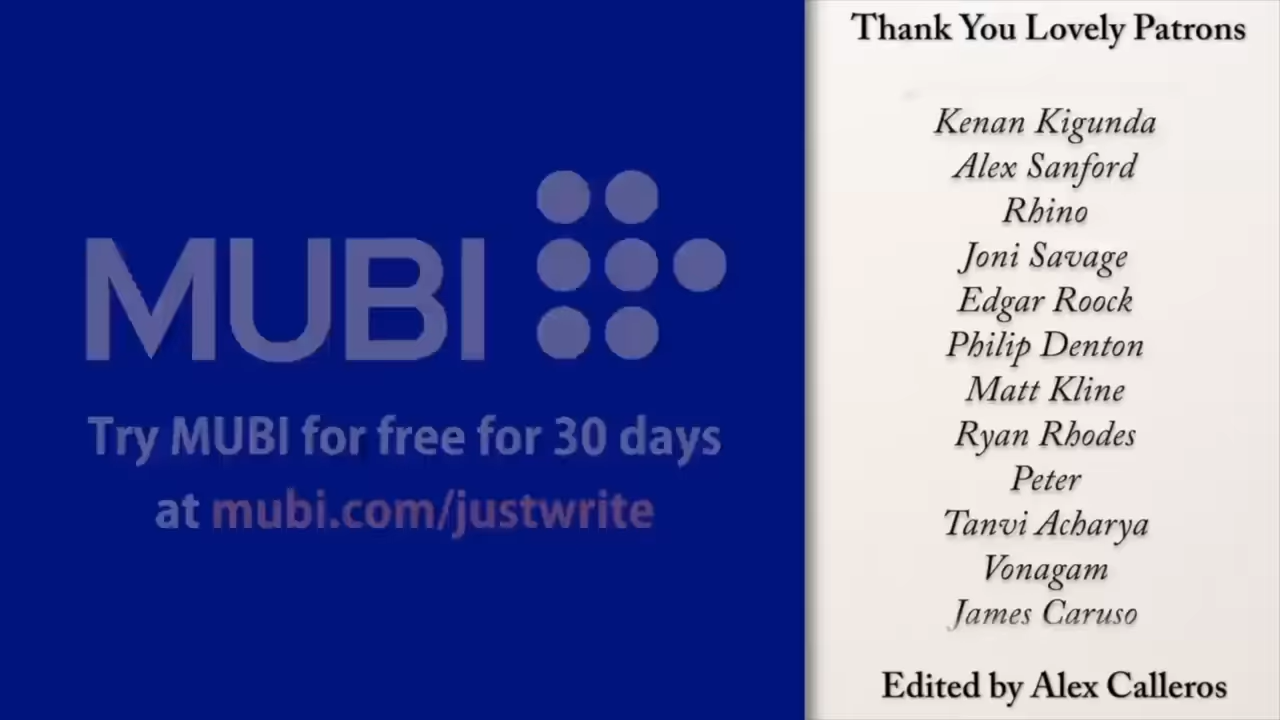 MUBI
Try MUBI for free for 30 days
at mubi.com/justwrite
Thank You Lovely Patrons
Kenan Kigunda
Alex Sanford
Rhino
Joni Savage
Edgar Roock
Philip Denton
Matt Kline
Ryan Rhodes
Peter
Tanvi Acharya
Vonagam
James Caruso
Edited by Alex Calleros